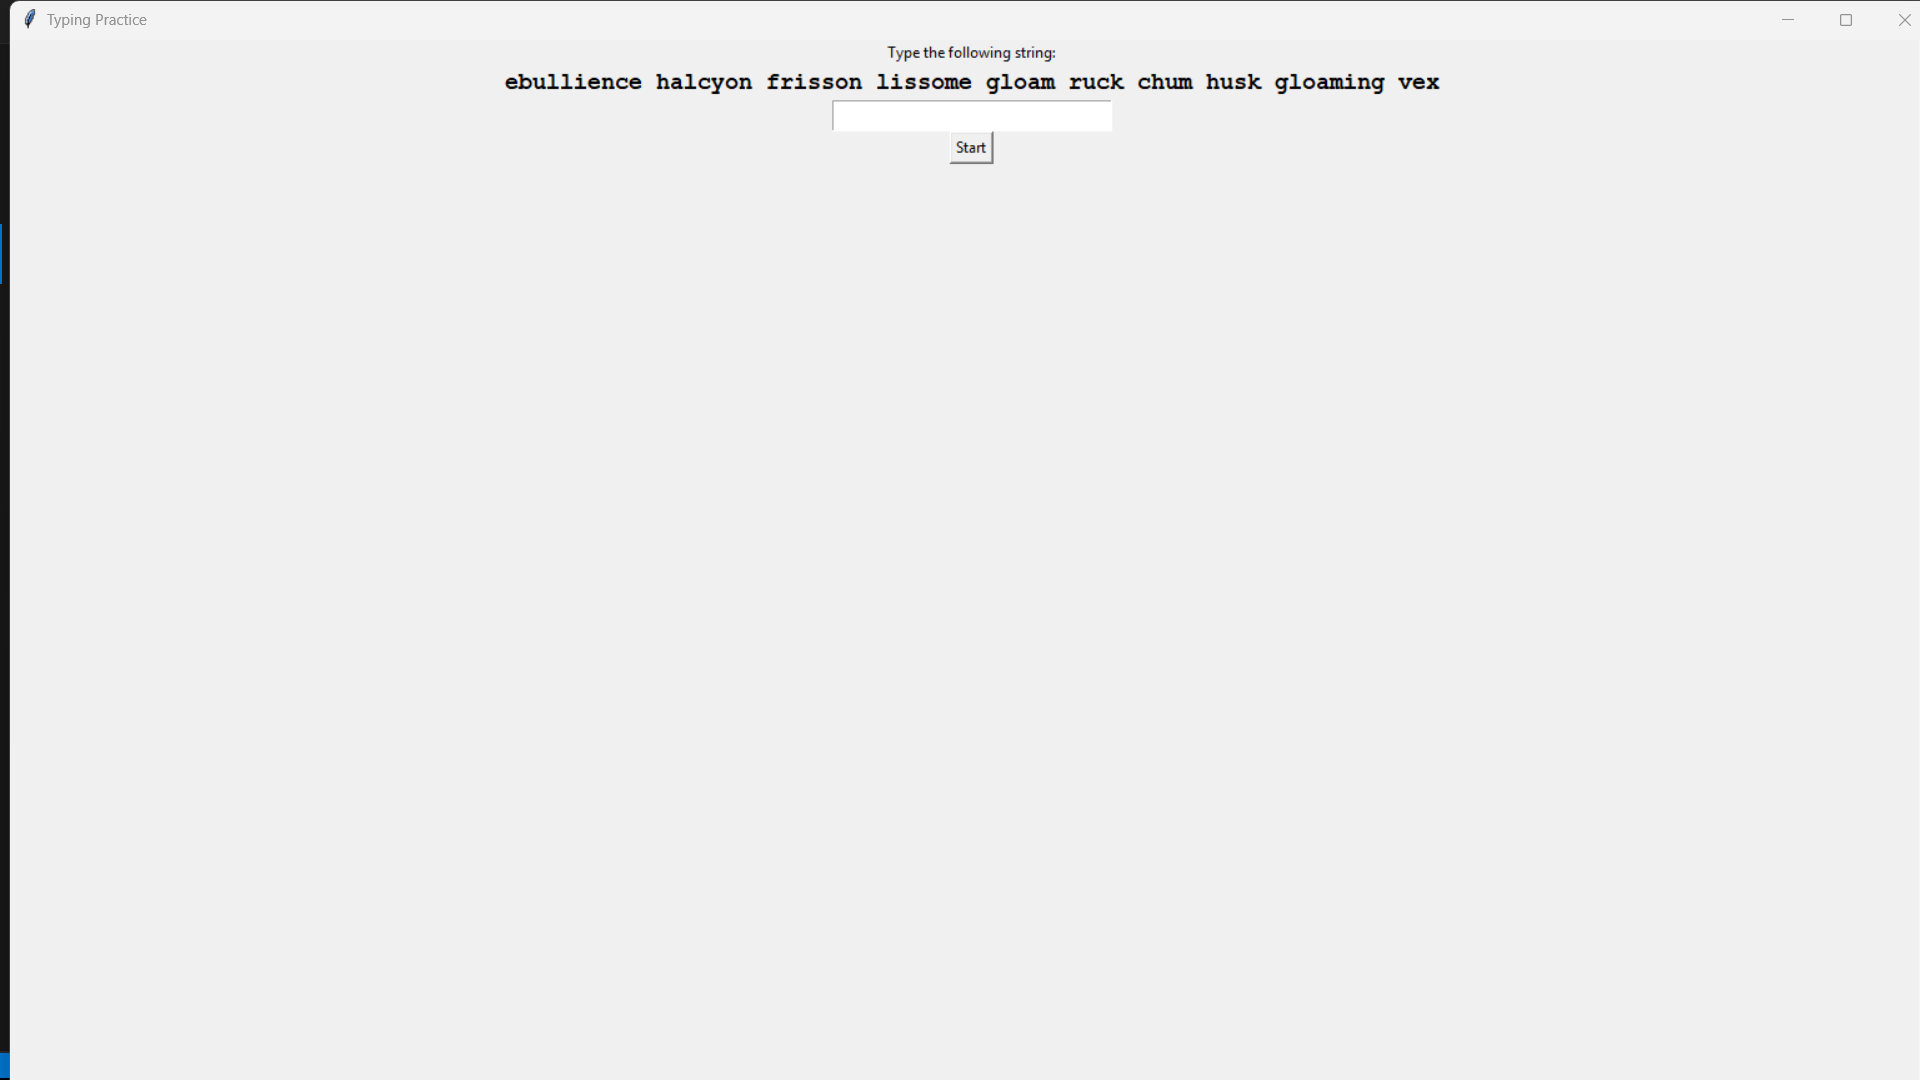 Typing Practice
Type the following string:
ebullience halcyon frisson lissome gloam ruck chum husk gloaming vex
Start